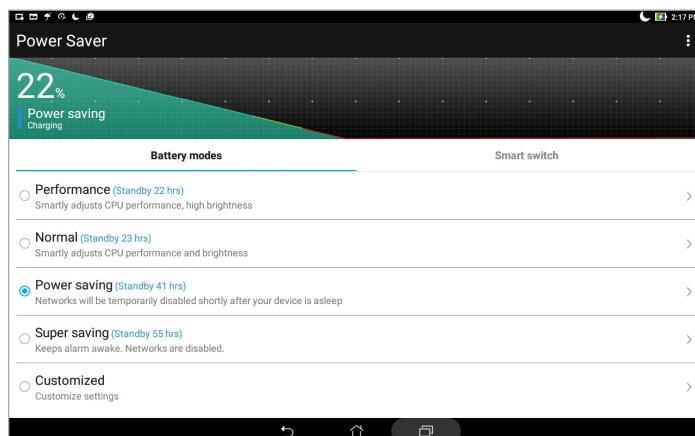 2:17 PM
Power Saver
22%
Power saving
Charging
Battery modes
Smart switch
Performance (Standby 22 hrs)
Smartly adjusts CPU performance, high brightness
Normal (Standby 23 hrs)
Smartly adjusts CPU performance and brightness
Power saving (Standby 41 hrs)
Networks will be temporarily disabled shortly after your device is asleep
Super saving (Standby 55 hrs)
Keeps alarm awake. Networks are disabled.
Customized
Customize settings